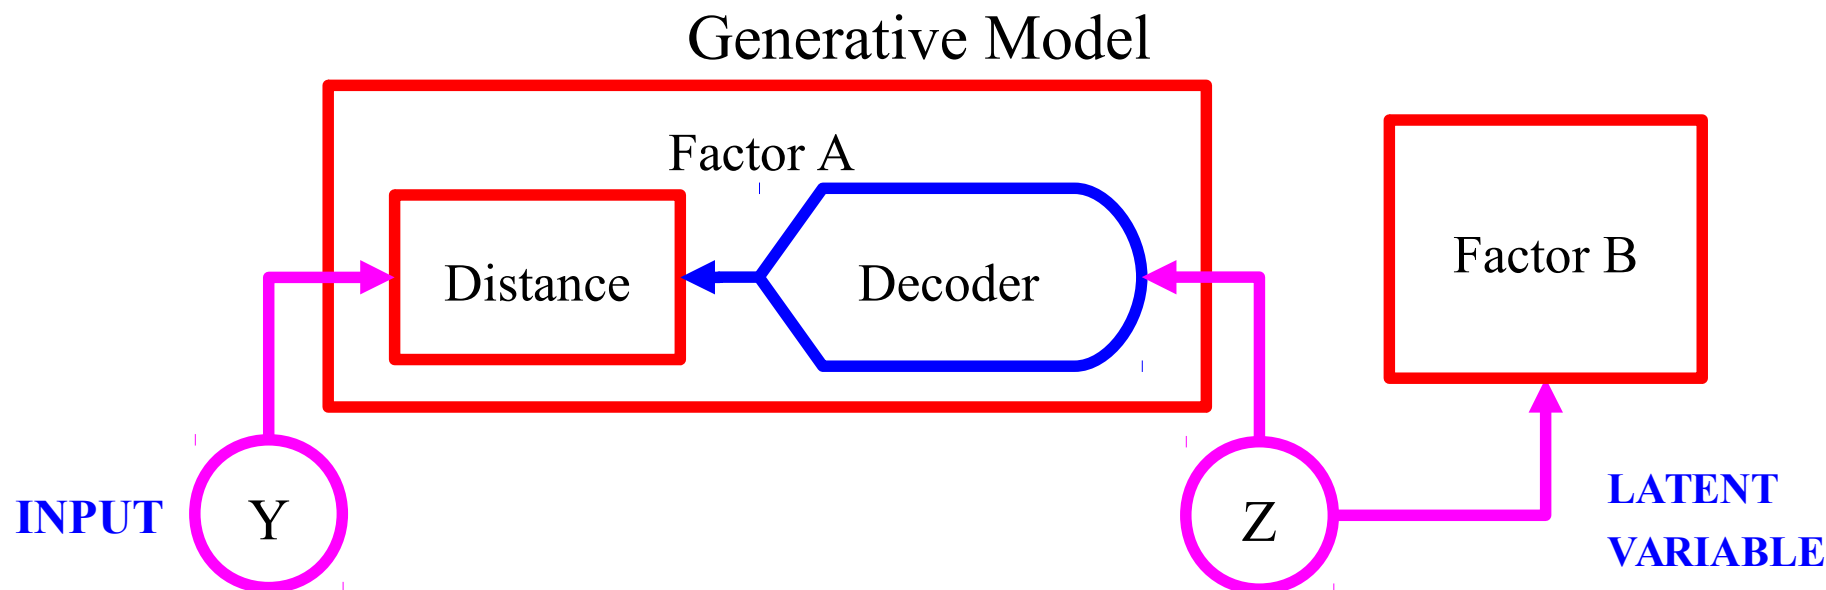 Generative Model
Factor A
Distance
Decoder
Factor B
INPUT
Y
Z
LATENT
VARIABLE